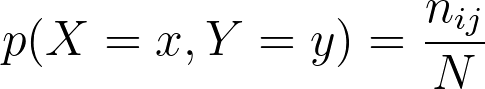 p(X = x, Y = y) = \frac{n_{ij}}{N}